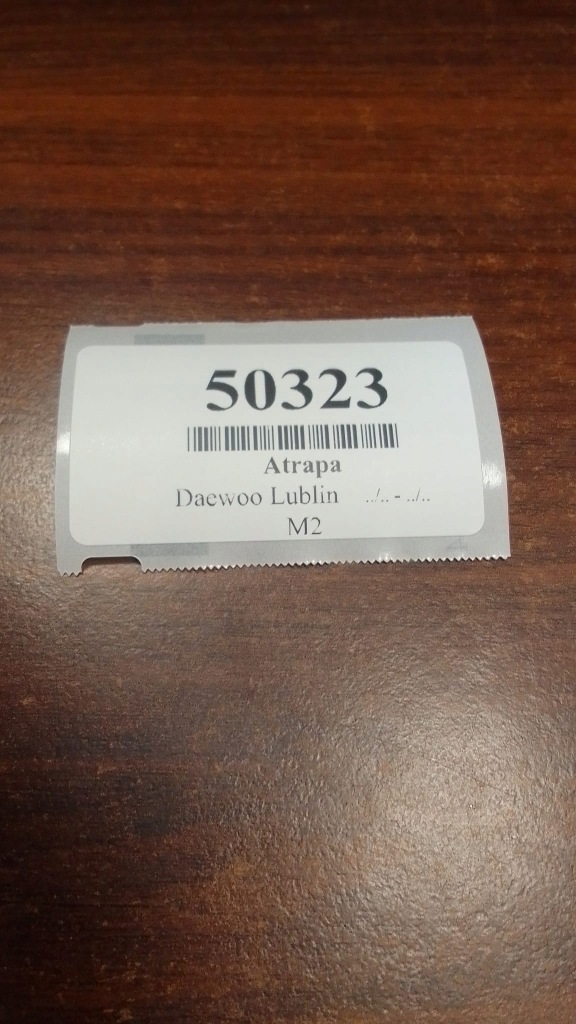 50323
Atrapa
Daewoo Lublin ../.. - ../..
M2